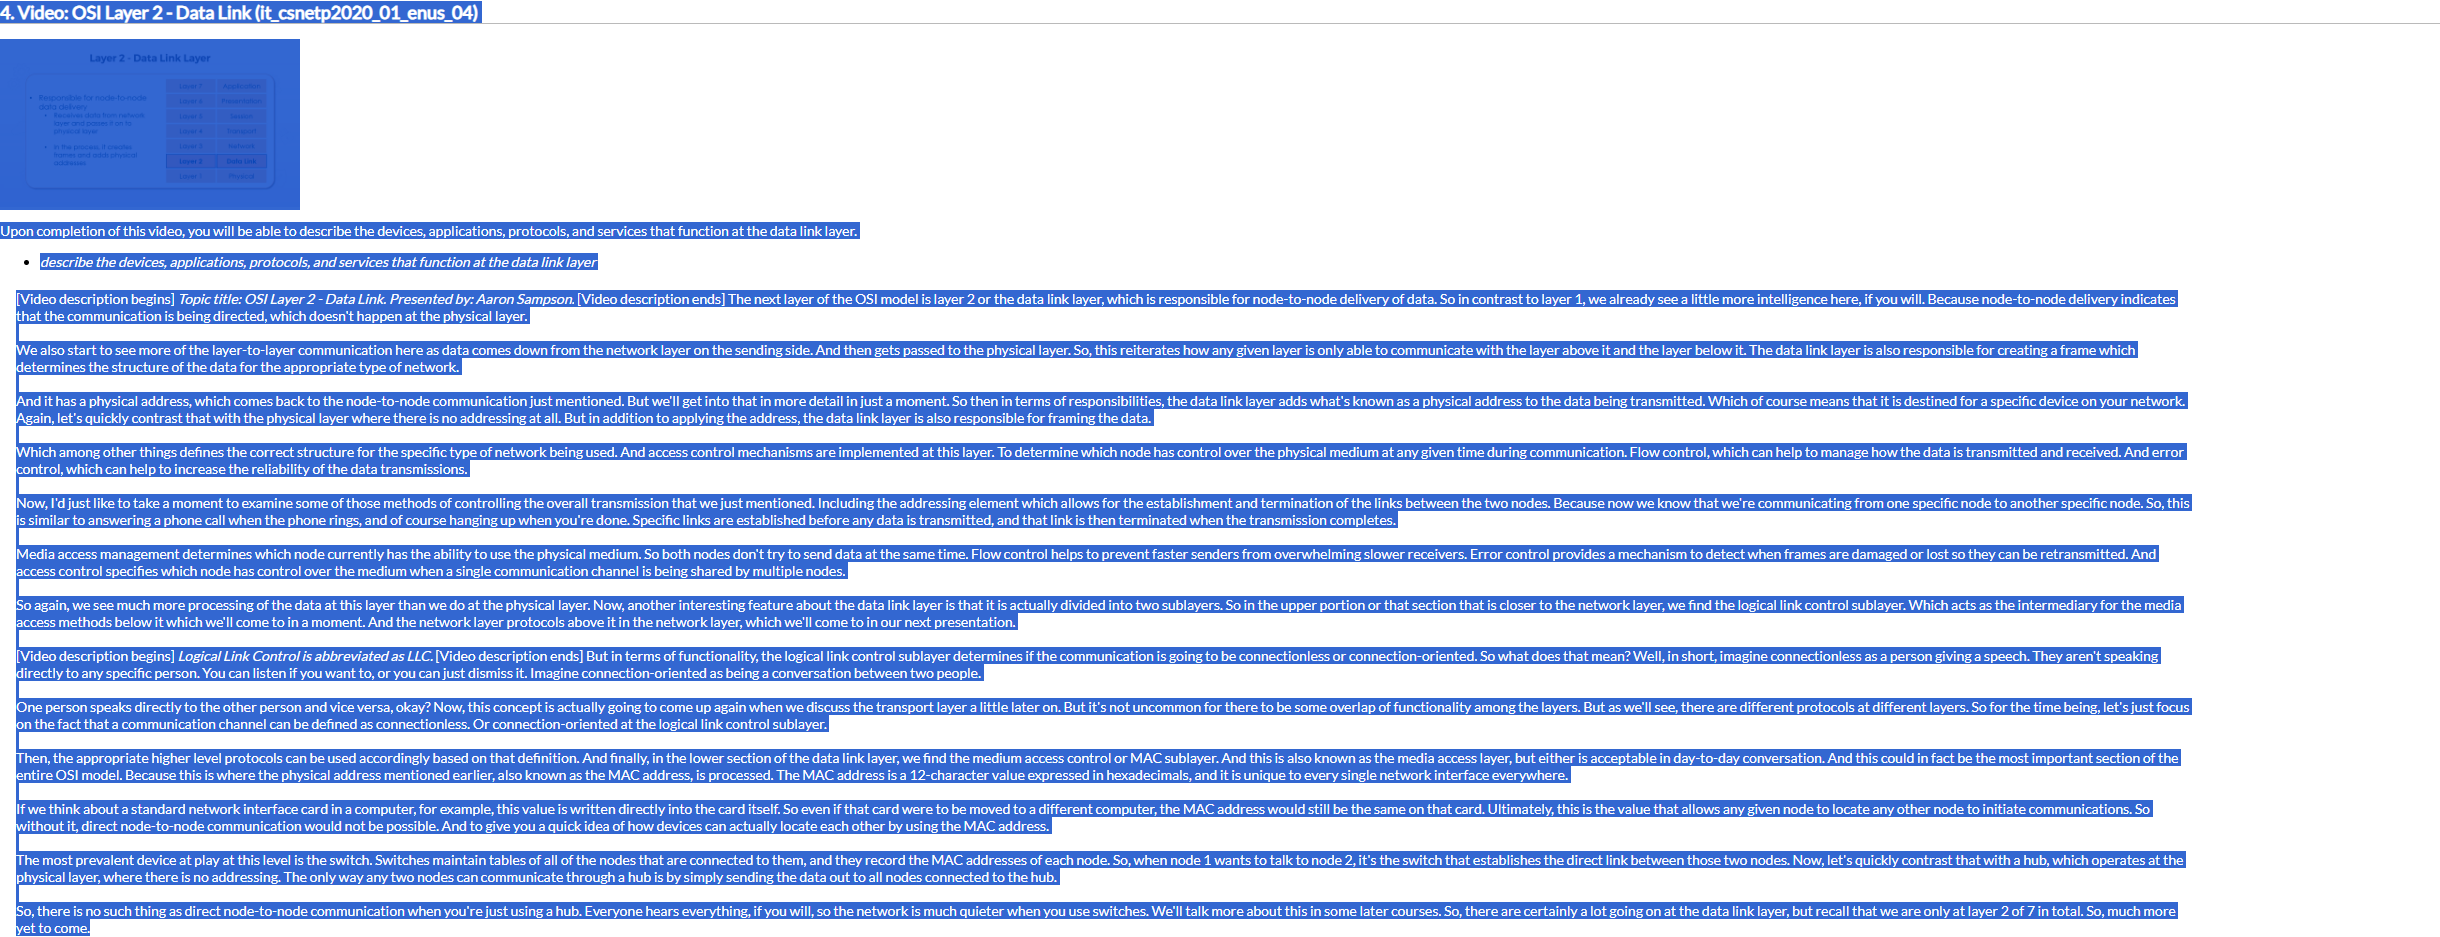 4. Video: OSI Layer 2 - Data Link (it_csnetp2020_01_enus_04)
Layer 2 - Data Link Layer
Responsible for node-to-node
data delivery
Receives data from network
layer and passes it on to
physical layer
In the process, it creates
frames and adds physical
addresses
Layer 7 Application
Layer 6 Presentation
Layer 5 Session
Layer 4 Transport
Layer 3 Network
Layer 2 Data Link
Layer 1 Physical
Upon completion of this video, you will be able to describe the devices, applications, protocols, and services that function at the data link layer.
describe the devices, applications, protocols, and services that function at the data link layer
[Video description begins] Topic title: OSI Layer 2 - Data Link. Presented by: Aaron Sampson. [Video description ends] The next layer of the OSI model is layer 2 or the data link layer, which is responsible for node-to-node delivery of data. So in contrast to layer 1, we already see a little more intelligence here, if you will. Because node-to-node delivery indicates
that the communication is being directed, which doesn't happen at the physical layer.
We also start to see more of the layer-to-layer communication here as data comes down from the network layer on the sending side. And then gets passed to the physical layer. So, this reiterates how any given layer is only able to communicate with the layer above it and the layer below it. The data link layer is also responsible for creating a frame which
determines the structure of the data for the appropriate type of network.
And it has a physical address, which comes back to the node-to-node communication just mentioned. But we'll get into that in more detail in just a moment. So then in terms of responsibilities, the data link layer adds what's known as a physical address to the data being transmitted. Which of course means that it is destined for a specific device on your network.
Again, let's quickly contrast that with the physical layer where there is no addressing at all. But in addition to applying the address, the data link layer is also responsible for framing the data.
Which among other things defines the correct structure for the specific type of network being used. And access control mechanisms are implemented at this layer. To determine which node has control over the physical medium at any given time during communication. Flow control, which can help to manage how the data is transmitted and received. And error
control, which can help to increase the reliability of the data transmissions.
Now, I'd just like to take a moment to examine some of those methods of controlling the overall transmission that we just mentioned. Including the addressing element which allows for the establishment and termination of the links between the two nodes. Because now we know that we're communicating from one specific node to another specific node. So, this
is similar to answering a phone call when the phone rings, and of course hanging up when you're done. Specific links are established before any data is transmitted, and that link is then terminated when the transmission completes.
Media access management determines which node currently has the ability to use the physical medium. So both nodes don't try to send data at the same time. Flow control helps to prevent faster senders from overwhelming slower receivers. Error control provides a mechanism to detect when frames are damaged or lost so they can be retransmitted. And
access control specifies which node has control over the medium when a single communication channel is being shared by multiple nodes.
So again, we see much more processing of the data at this layer than we do at the physical layer. Now, another interesting feature about the data link layer is that it is actually divided into two sublayers. So in the upper portion or that section that is closer to the network layer, we find the logical link control sublayer. Which acts as the intermediary for the media
access methods below it which we'll come to in a moment. And the network layer protocols above it in the network layer, which we'll come to in our next presentation.
[Video description begins] Logical Link Control is abbreviated as LLC. [Video description ends] But in terms of functionality, the logical link control sublayer determines if the communication is going to be connectionless or connection-oriented. So what does that mean? Well, in short, imagine connectionless as a person giving a speech. They aren't speaking
directly to any specific person. You can listen if you want to, or you can just dismiss it. Imagine connection-oriented as being a conversation between two people.
One person speaks directly to the other person and vice versa, okay? Now, this concept is actually going to come up again when we discuss the transport layer a little later on. But it's not uncommon for there to be some overlap of functionality among the layers. But as we'll see, there are different protocols at different layers. So for the time being, let's just focus
on the fact that a communication channel can be defined as connectionless. Or connection-oriented at the logical link control sublayer.
Then, the appropriate higher level protocols can be used accordingly based on that definition. And finally, in the lower section of the data link layer, we find the medium access control or MAC sublayer. And this is also known as the media access layer, but either is acceptable in day-to-day conversation. And this could in fact be the most important section of the
entire OSI model. Because this is where the physical address mentioned earlier, also known as the MAC address, is processed. The MAC address is a 12-character value expressed in hexadecimals, and it is unique to every single network interface everywhere.
If we think about a standard network interface card in a computer, for example, this value is written directly into the card itself. So even if that card were to be moved to a different computer, the MAC address would still be the same on that card. Ultimately, this is the value that allows any given node to locate any other node to initiate communications. So
without it, direct node-to-node communication would not be possible. And to give you a quick idea of how devices can actually locate each other by using the MAC address.
The most prevalent device at play at this level is the switch. Switches maintain tables of all of the nodes that are connected to them, and they record the MAC addresses of each node. So, when node 1 wants to talk to node 2, it's the switch that establishes the direct link between those two nodes. Now, let's quickly contrast that with a hub, which operates at the
physical layer, where there is no addressing. The only way any two nodes can communicate through a hub is by simply sending the data out to all nodes connected to the hub.
So, there is no such thing as direct node-to-node communication when you're just using a hub. Everyone hears everything, if you will, so the network is much quieter when you use switches. We'll talk more about this in some later courses. So, there are certainly a lot going on at the data link layer, but recall that we are only at layer 2 of 7 in total. So, much more
yet to come.